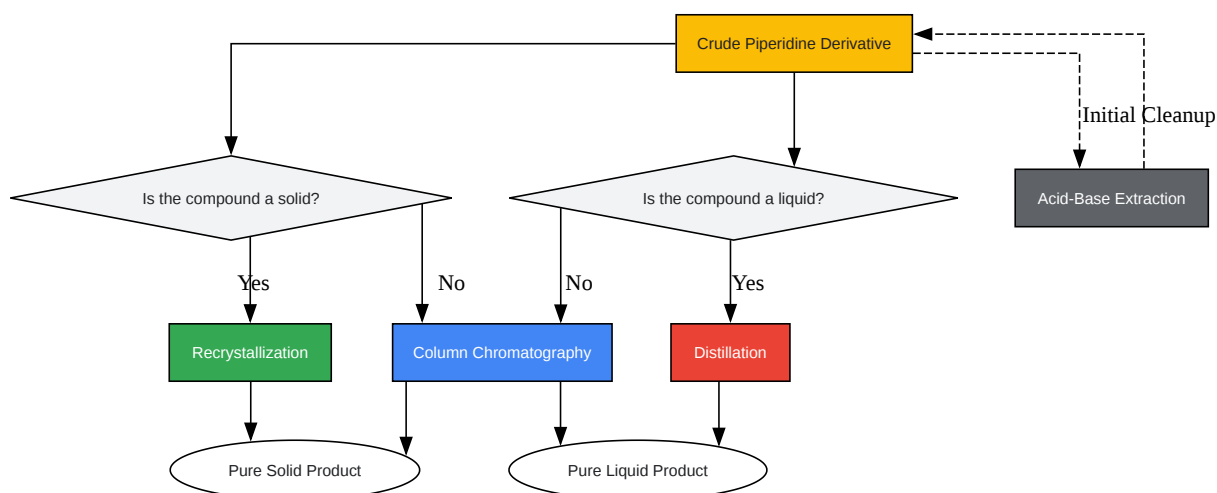 Crude Piperidine Derivative
Initial Cleanup
Is the compound a solid?
Is the compound a liquid?
Acid-Base Extraction
Yes
No
No
Yes
Recrystallization
Column Chromatography
Distillation
Pure Solid Product
Pure Liquid Product